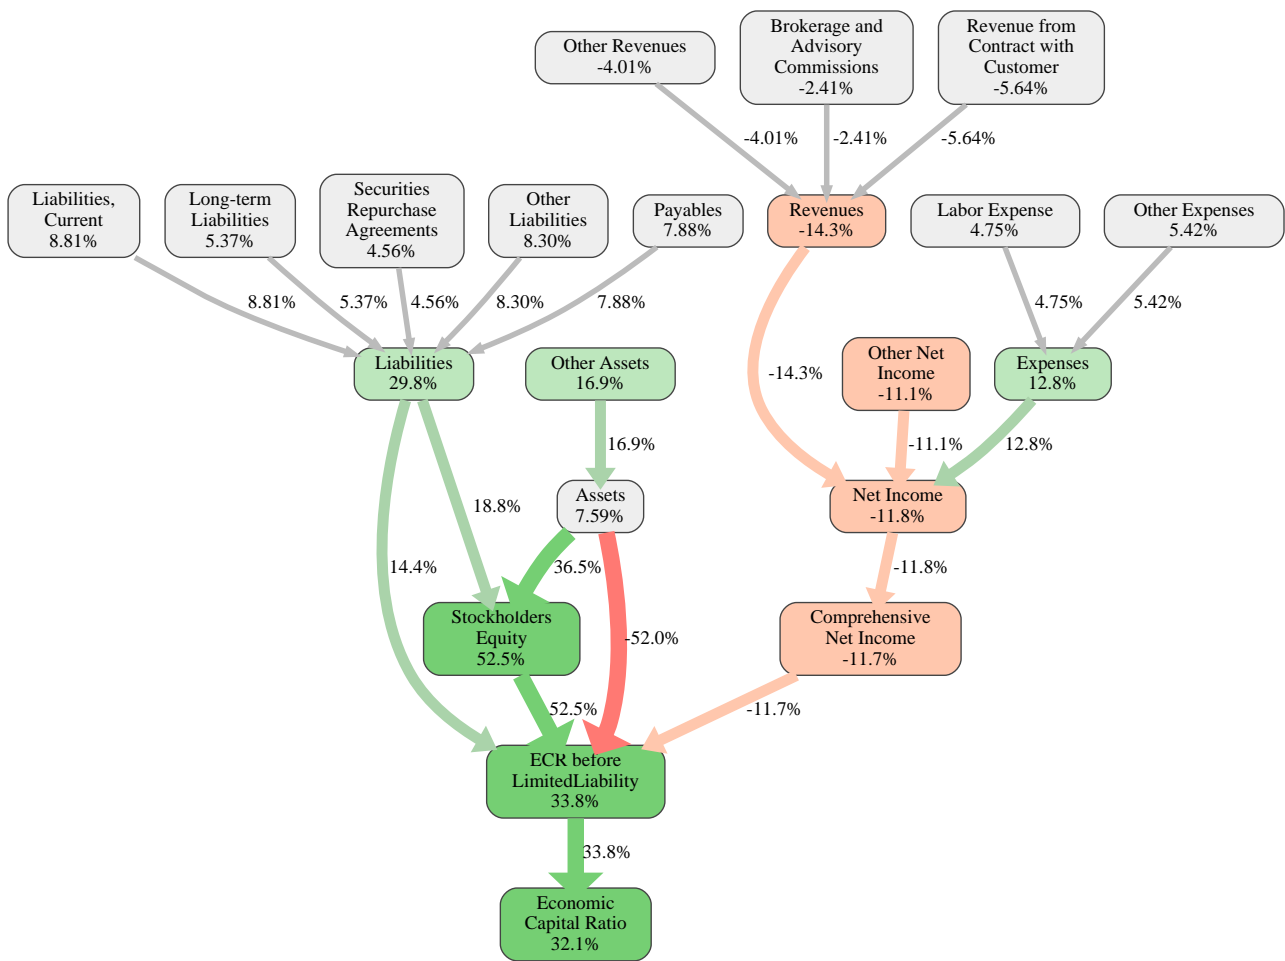 Other Revenues
-4.01%
Brokerage and
Advisory
Commissions
-2.41%
Revenue from
Contract with
Customer
-5.64%
-4.01%
-2.41%
-5.64%
Liabilities,
Current
8.81%
Long-term
Liabilities
5.37%
Securities
Repurchase
Agreements
4.56%
Other
Liabilities
8.30%
Payables
7.88%
Revenues
-14.3%
Labor Expense
4.75%
Other Expenses
5.42%
8.81%
5.37%
4.56%
8.30%
7.88%
4.75%
5.42%
Liabilities
29.8%
Other Assets
16.9%
-14.3%
Other Net
Income
-11.1%
Expenses
12.8%
16.9%
-11.1%
12.8%
18.8%
Assets
7.59%
Net Income
-11.8%
14.4%
36.5%
-11.8%
Stockholders
Equity
52.5%
-52.0%
Comprehensive
Net Income
-11.7%
52.5%
-11.7%
ECR before
LimitedLiability
33.8%
33.8%
Economic
Capital Ratio
32.1%